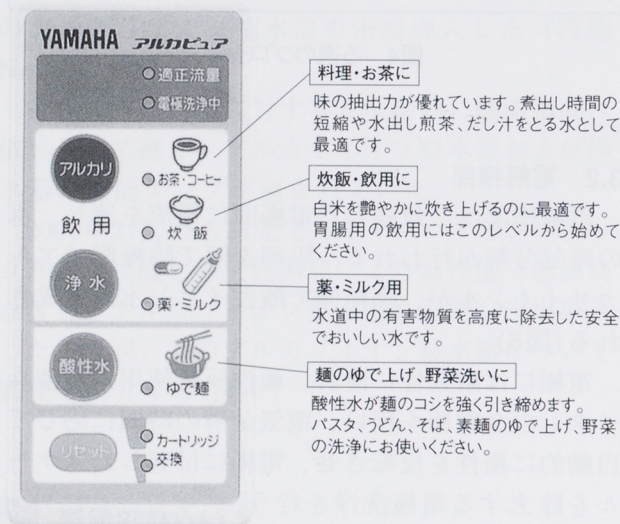 YAMAHA アルカピュア
適正流量
電極洗浄中
アルカリ
お茶・コーヒー
飲用
炊飯
浄水
薬・ミルク
酸性水
ゆで麺
リセット
カートリッジ
交換
料理・お茶に
味の抽出力が優れています。煮出し時間の
短縮や水出し煎茶、だし汁をとる水として
最適です。
炊飯・飲用に
白米を艶やかに炊き上げるのに最適です。
胃腸用の飲用にはこのレベルから始めて
ください。
薬・ミルク用
水道中の有害物質を高度に除去した安全
でおいしい水です。
麺のゆで上げ、野菜洗いに
酸性水が麺のコシを強く引き締めます。
パスタ、うどん、そば、素麺のゆで上げ、野菜
の洗浄にお使いください。